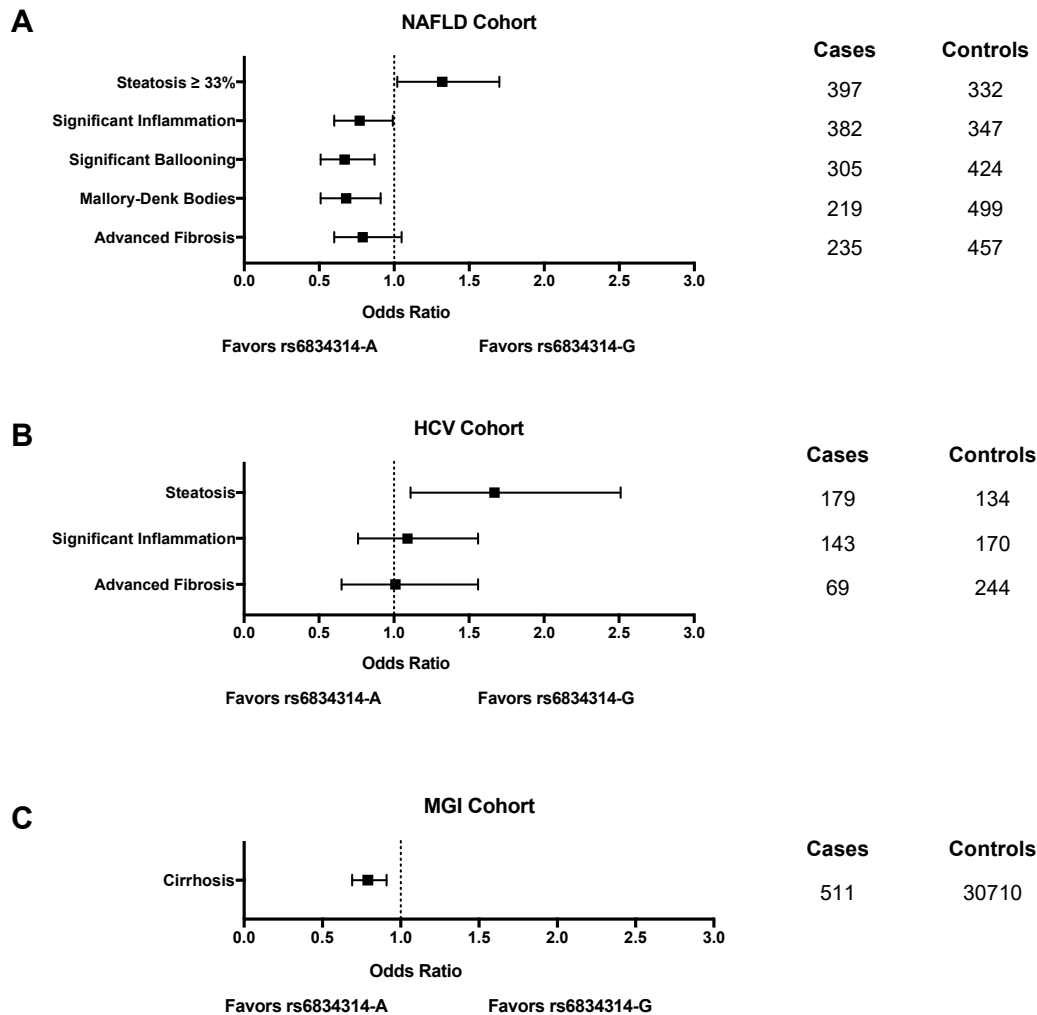 A
NAFLD Cohort
Cases Controls
Steatosis ≥ 33% 397 332
Significant Inflammation 382 347
Significant Ballooning 305 424
Mallory-Denk Bodies 219 499
Advanced Fibrosis 235 457
0.0 0.5 1.0 1.5 2.0 2.5 3.0
Odds Ratio
Favors rs6834314-A Favors rs6834314-G
B
HCV Cohort
Cases Controls
Steatosis 179 134
Significant Inflammation 143 170
Advanced Fibrosis 69 244
0.0 0.5 1.0 1.5 2.0 2.5 3.0
Odds Ratio
Favors rs6834314-A Favors rs6834314-G
C
MGI Cohort
Cases Controls
Cirrhosis 511 30710
0.0 0.5 1.0 1.5 2.0 2.5 3.0
Odds Ratio
Favors rs6834314-A Favors rs6834314-G